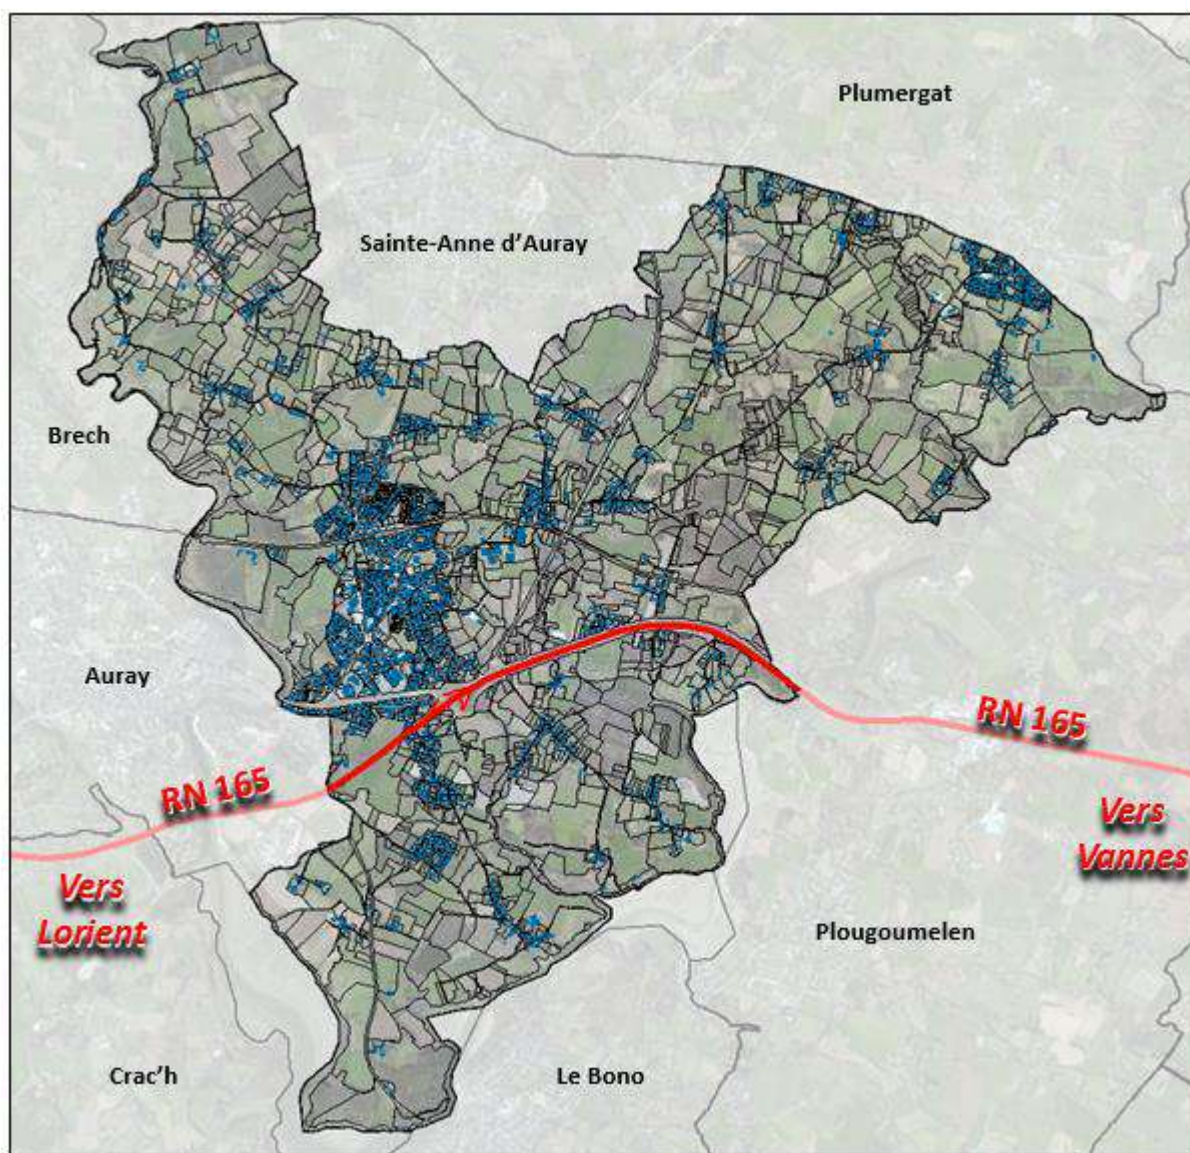 Plumergat
Sainte-Anne d'Auray
Brech
Auray
RN 165
RN 165
Vers
Vannes
Vers
Lorient
Plougoumelen
Crac'h
Le Bono